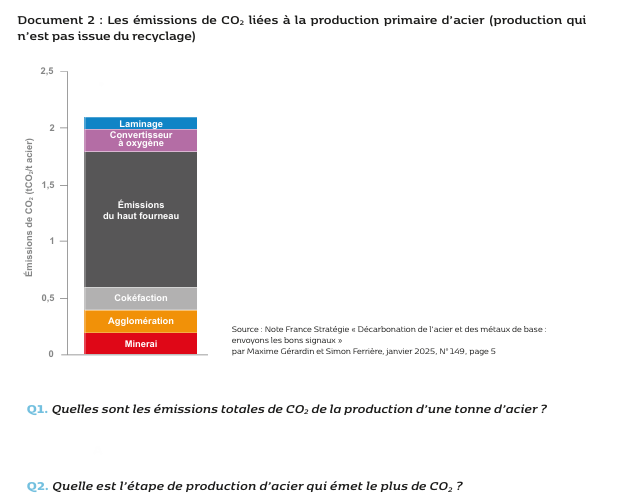 Document 2 : Les émissions de CO₂ liées à la production primaire d’acier (production qui
n’est pas issue du recyclage)
2,5
2
1,5
1
0,5
0
Émissions de CO₂ (tCO₂/t acier)
Laminage
Convertisseur
à oxygène
Émissions
du haut fourneau
Cokéfaction
Agglomération
Minerai
Source : Note France Stratégie « Décarbonation de l’acier et des métaux de base :
envoyons les bons signaux »
par Maxime Gérardin et Simon Ferrière, janvier 2025, N°149, page 5
Q1. Quelles sont les émissions totales de CO₂ de la production d’une tonne d’acier ?
Q2. Quelle est l’étape de production d’acier qui émet le plus de CO₂ ?